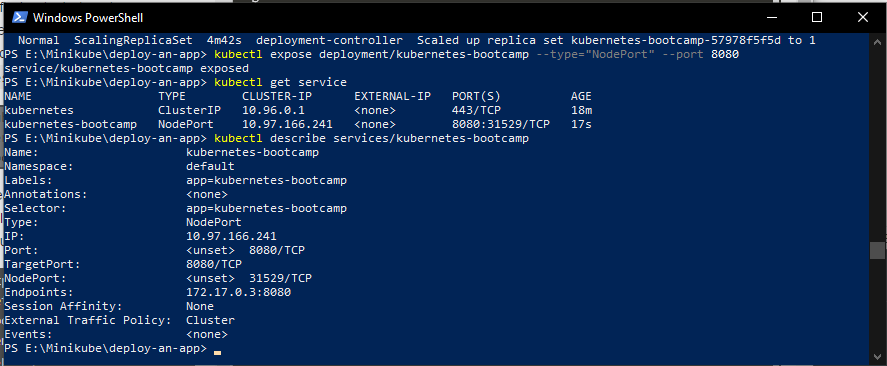 Windows PowerShell
Normal  ScalingReplicaSet  4m42s  deployment-controller  Scaled up replica set kubernetes-bootcamp-57978f5f5d to 1
PS E:\Minikube\deploy-an-app> kubectl expose deployment/kubernetes-bootcamp --type="NodePort" --port 8080
service/kubernetes-bootcamp exposed
PS E:\Minikube\deploy-an-app> kubectl get service
NAME                  TYPE        CLUSTER-IP      EXTERNAL-IP   PORT(S)          AGE
kubernetes            ClusterIP   10.96.0.1       <none>        443/TCP          18m
kubernetes-bootcamp   NodePort    10.97.166.241   <none>        8080:31529/TCP   17s
PS E:\Minikube\deploy-an-app> kubectl describe services/kubernetes-bootcamp
Name:                     kubernetes-bootcamp
Namespace:                default
Labels:                   app=kubernetes-bootcamp
Annotations:              <none>
Selector:                 app=kubernetes-bootcamp
Type:                     NodePort
IP:                       10.97.166.241
Port:                     <unset>  8080/TCP
TargetPort:               8080/TCP
NodePort:                 <unset>  31529/TCP
Endpoints:                172.17.0.3:8080
Session Affinity:         None
External Traffic Policy:  Cluster
Events:                   <none>
PS E:\Minikube\deploy-an-app>